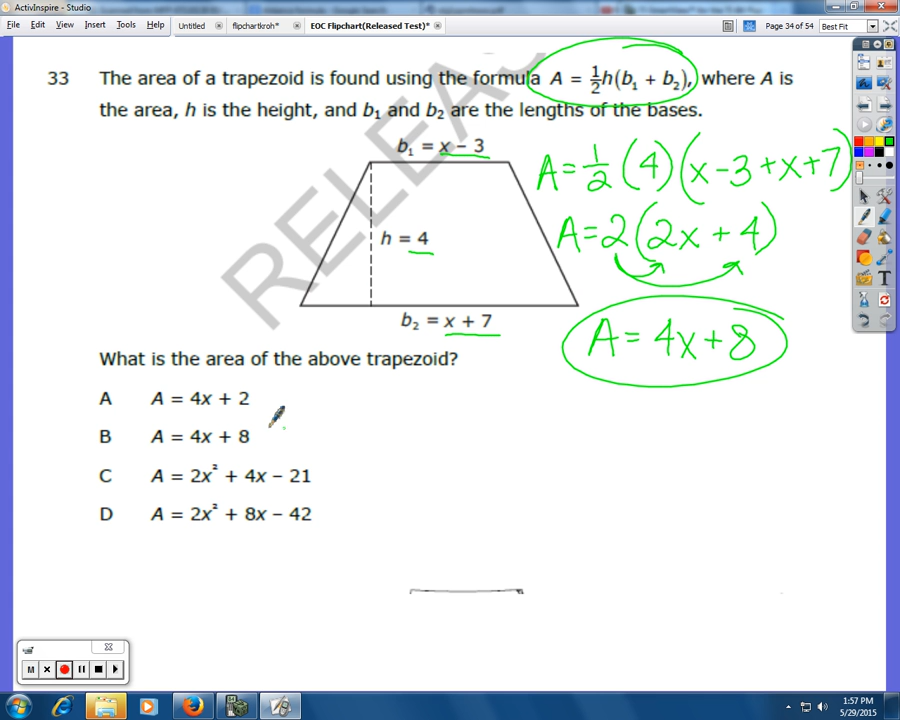 ActivInspire - Studio
File Edit View Insert Tools Help Untitled flipchartkroh* EOC Flipchart(Released Test)* Page 34 of 54 Best Fit
33 The area of a trapezoid is found using the formula A = 1/2 h(b₁ + b₂), where A is
the area, h is the height, and b₁ and b₂ are the lengths of the bases.
RELEAS
b₁ = x − 3
h = 4
b₂ = x + 7
A = 1/2 (4) (x − 3 + x + 7)
A = 2(2x + 4)
A = 4x + 8
What is the area of the above trapezoid?
A A = 4x + 2
B A = 4x + 8
C A = 2x² + 4x − 21
D A = 2x² + 8x − 42
M
T
1:57 PM
5/29/2015